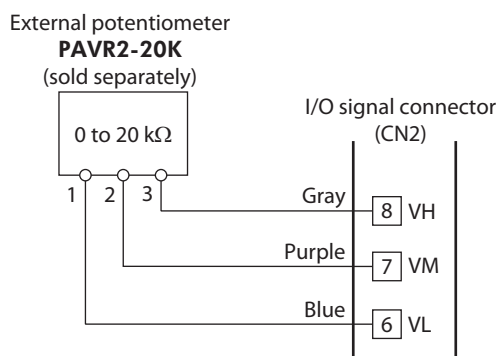 External potentiometer
PAVR2-20K
(sold separately)
0 to 20 kΩ
1 2 3
I/O signal connector
(CN2)
Gray 8 VH
Purple 7 VM
Blue 6 VL